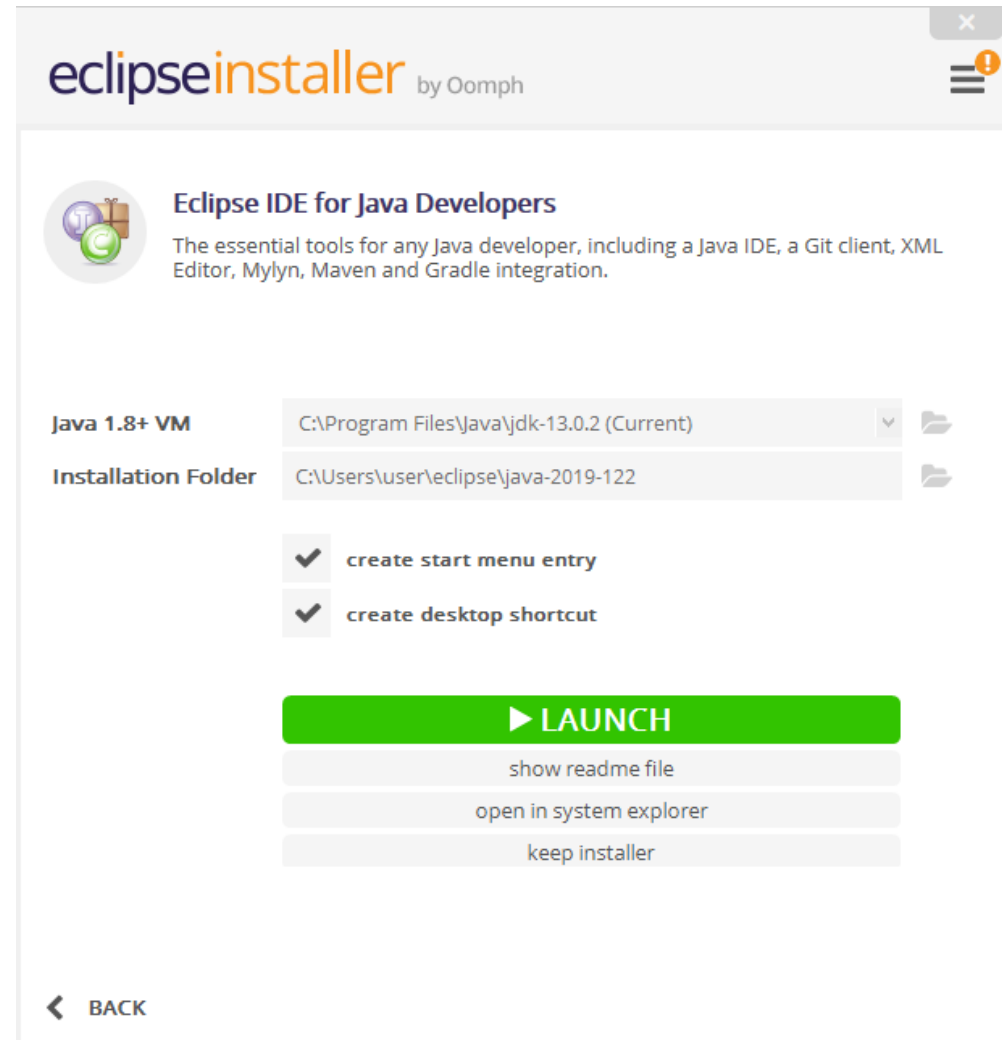 eclipseinstaller by Oomph
Eclipse IDE for Java Developers
The essential tools for any Java developer, including a Java IDE, a Git client, XML
Editor, Mylyn, Maven and Gradle integration.
Java 1.8+ VM C:\Program Files\Java\jdk-13.0.2 (Current)
Installation Folder C:\Users\user\eclipse\java-2019-122
create start menu entry
create desktop shortcut
LAUNCH
show readme file
open in system explorer
keep installer
BACK